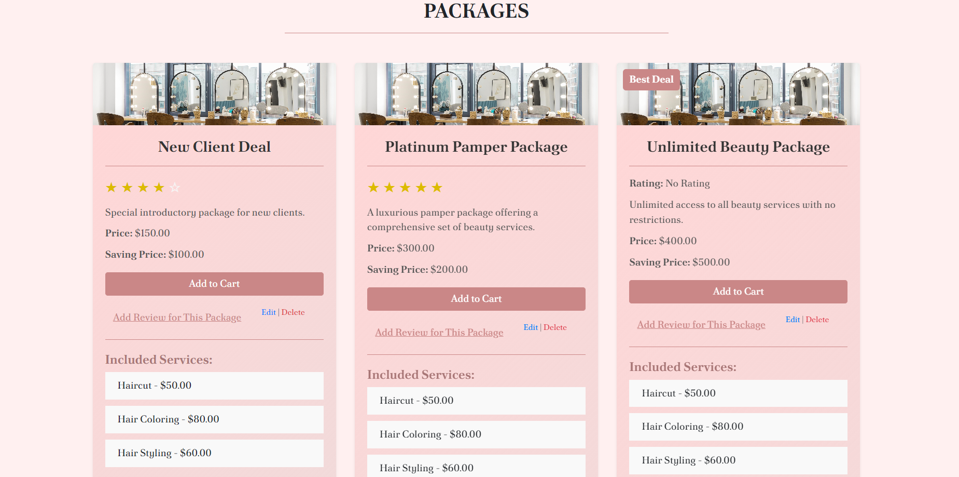 PACKAGES
New Client Deal
★ ★ ★ ★ ☆
Special introductory package for new clients.
Price: $150.00
Saving Price: $100.00
Add to Cart
Add Review for This Package
Edit | Delete
Included Services:
Haircut - $50.00
Hair Coloring - $80.00
Hair Styling - $60.00
Platinum Pamper Package
★ ★ ★ ★ ★
A luxurious pamper package offering a
comprehensive set of beauty services.
Price: $300.00
Saving Price: $200.00
Add to Cart
Add Review for This Package
Edit | Delete
Included Services:
Haircut - $50.00
Hair Coloring - $80.00
Hair Styling - $60.00
Best Deal
Unlimited Beauty Package
Rating: No Rating
Unlimited access to all beauty services with no
restrictions.
Price: $400.00
Saving Price: $500.00
Add to Cart
Add Review for This Package
Edit | Delete
Included Services:
Haircut - $50.00
Hair Coloring - $80.00
Hair Styling - $60.00